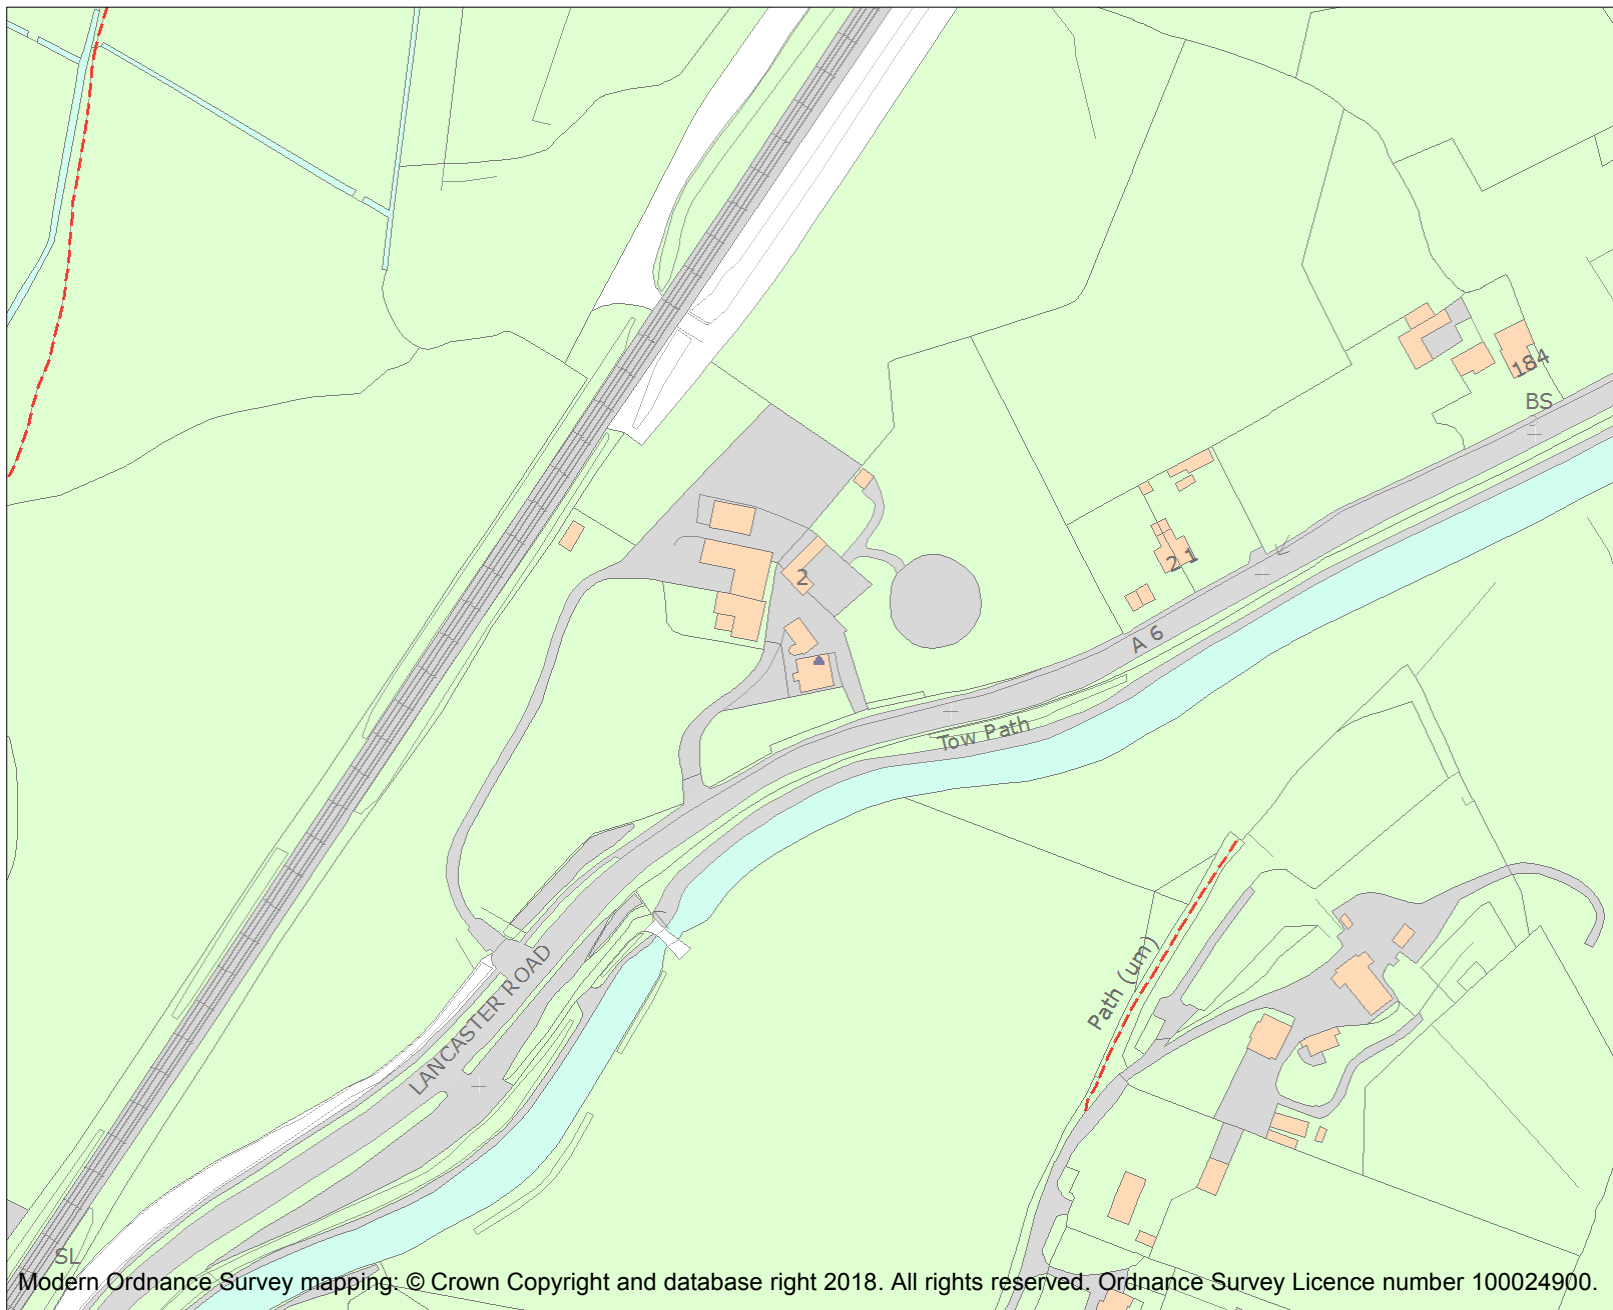 184
BS
2 1
2
A 6
Tow Path
LANCASTER ROAD
Path (um)
SL
Modern Ordnance Survey mapping: © Crown Copyright and database right 2018. All rights reserved. Ordnance Survey Licence number 100024900.